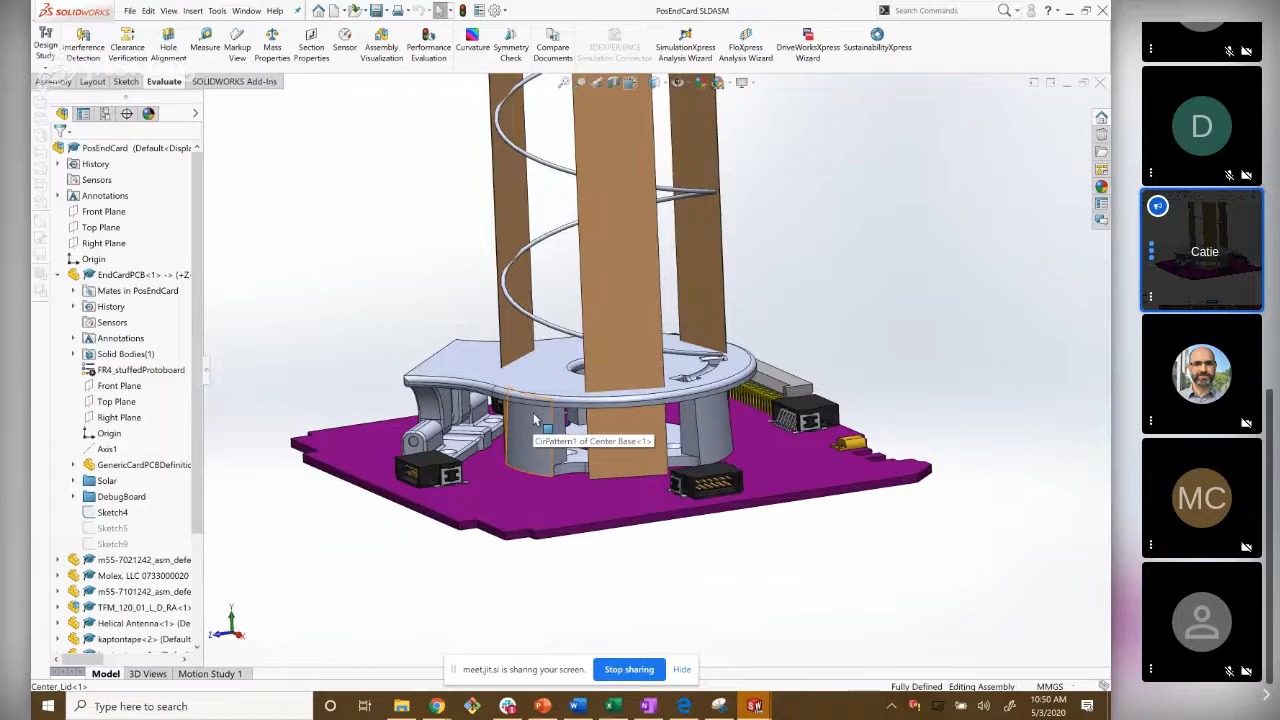 SOLIDWORKS File Edit View Insert Tools Window Help PosEndCard.SLDASM Search Commands
Design Study
Interference Detection
Clearance Verification
Hole Alignment
Measure
Markup View
Mass Properties
Section Properties
Sensor
Assembly Visualization
Performance Evaluation
Curvature
Symmetry Check
Compare Documents
3DEXPERIENCE Simulation Connector
SimulationXpress Analysis Wizard
FloXpress Analysis Wizard
DriveWorksXpress Wizard
SustainabilityXpress
Assembly Layout Sketch Evaluate SOLIDWORKS Add-Ins
PosEndCard (Default<Displa
History
Sensors
Annotations
Front Plane
Top Plane
Right Plane
Origin
EndCardPCB<1> -> (+Z-
Mates in PosEndCard
History
Sensors
Annotations
Solid Bodies(1)
FR4_stuffedProtoboard
Front Plane
Top Plane
Right Plane
Origin
Axis1
GenericCardPCBDefinitic
Solar
DebugBoard
Sketch4
Sketch5
Sketch9
m55-7021242_asm_defe
Molex, LLC 0733000020
m55-7101242_asm_defe
TFM_120_01_L_D_RA<1>
Helical Antenna<1> (De
kaptontape<2> (Default
CirPattern1 of Center Base<1>
Y
Z
X
D
Catie
MC
meet.jit.si is sharing your screen. Stop sharing Hide
Model 3D Views Motion Study 1
Center Lid<1> Fully Defined Editing Assembly MMGS
Type here to search
10:50 AM
5/3/2020